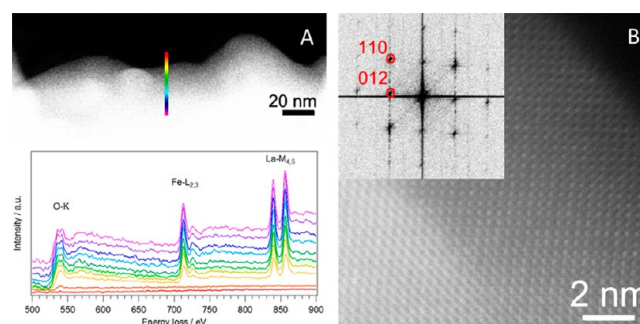 A
20 nm
La-M4,5
Fe-L2,3
O-K
Intensity / a.u.
500 550 600 650 700 750 800 850 900
Energy loss / eV
B
110
012
2 nm